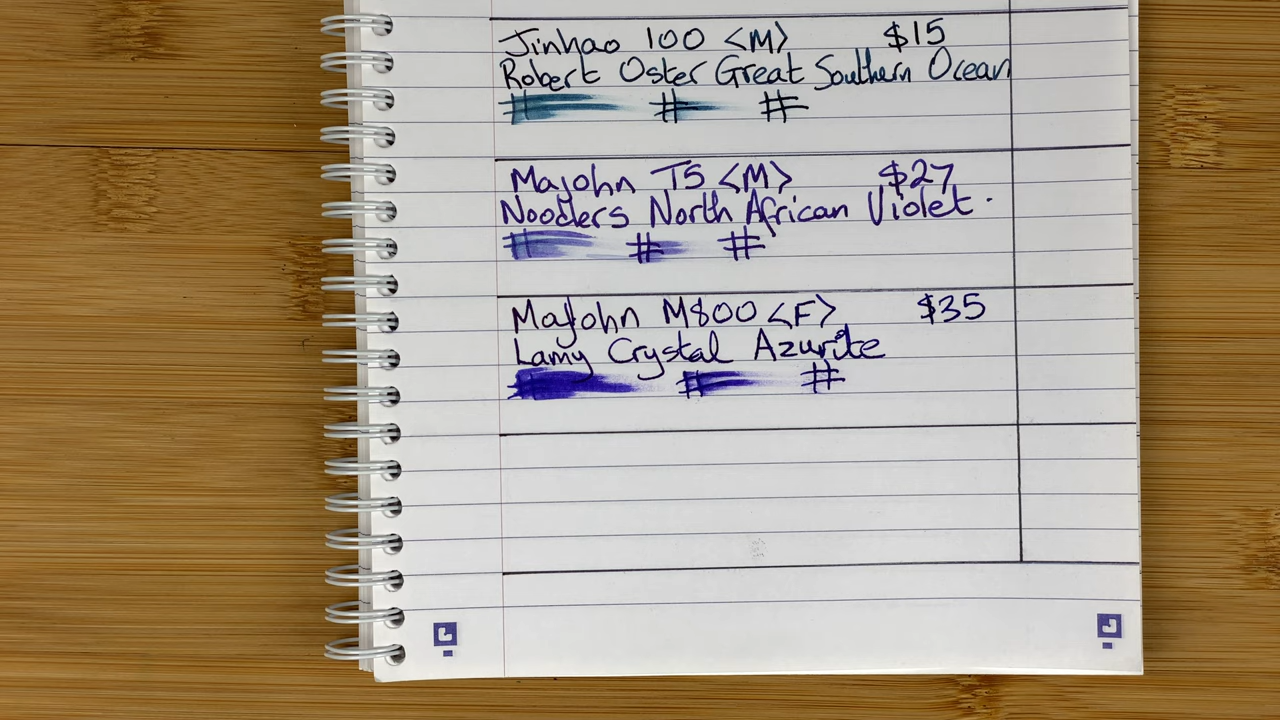 Jinhao 100 <M> $15
Robert Oster Great Southern Ocean
# # #
Majohn T5 <M> $27
Nooders North African Violet.
# # #
Majohn M800 <F> $35
Lamy Crystal Azurite
# # #